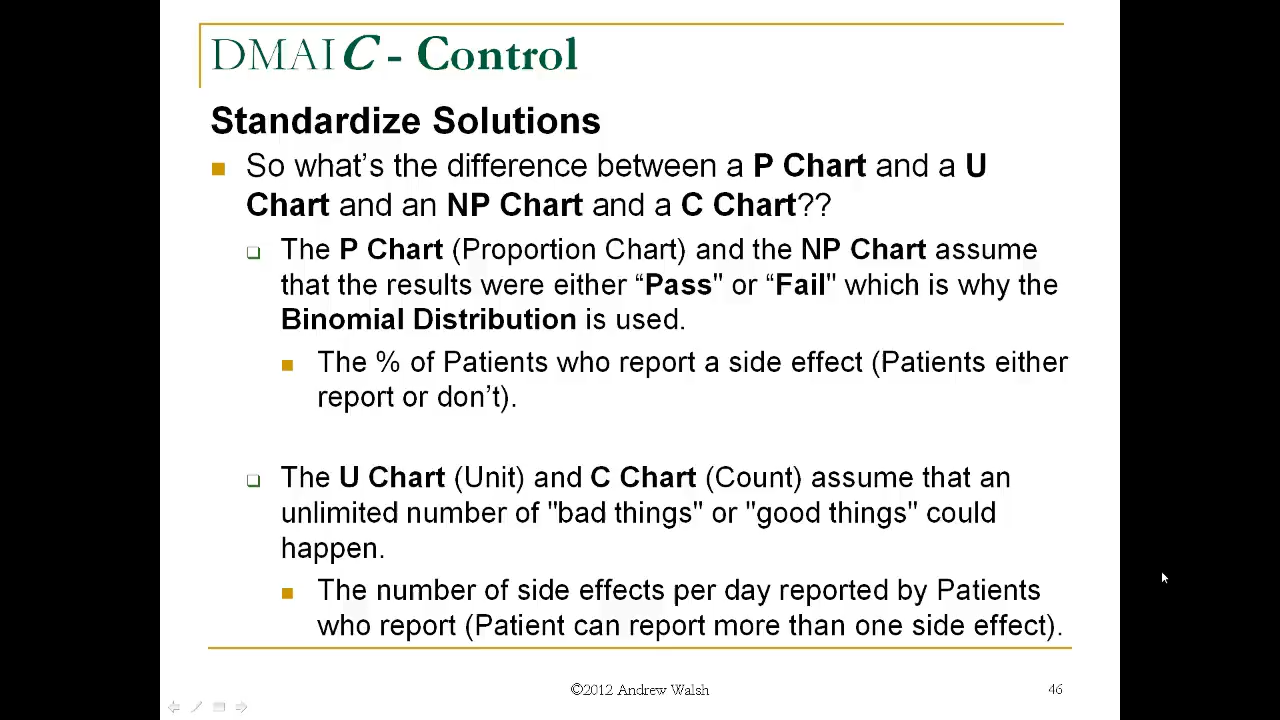 DMAIC - Control
Standardize Solutions
So what’s the difference between a P Chart and a U
Chart and an NP Chart and a C Chart??
The P Chart (Proportion Chart) and the NP Chart assume
that the results were either “Pass" or “Fail" which is why the
Binomial Distribution is used.
The % of Patients who report a side effect (Patients either
report or don’t).
The U Chart (Unit) and C Chart (Count) assume that an
unlimited number of "bad things" or "good things" could
happen.
The number of side effects per day reported by Patients
who report (Patient can report more than one side effect).
©2012 Andrew Walsh
46